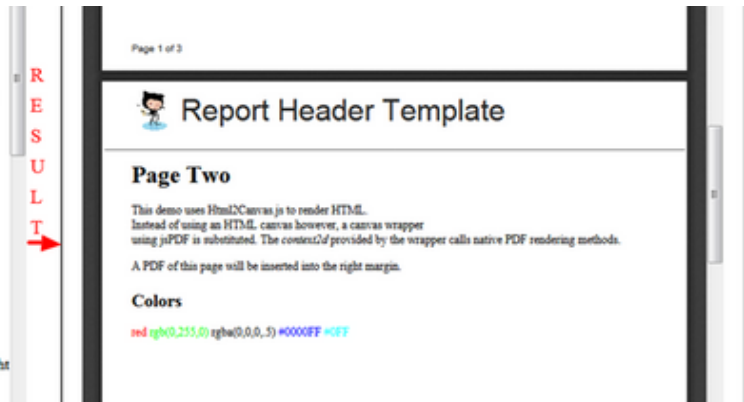 Page 1 of 3
R
E
S
U
L
T
Report Header Template
Page Two
This demo uses Html2Canvas.js to render HTML.
Instead of using an HTML canvas however, a canvas wrapper
using jsPDF is substituted. The context2d provided by the wrapper calls native PDF rendering methods.
A PDF of this page will be inserted into the right margin.
Colors
red rgb(0,255,0) rgba(0,0,0,.5) #0000FF #0FF
ht